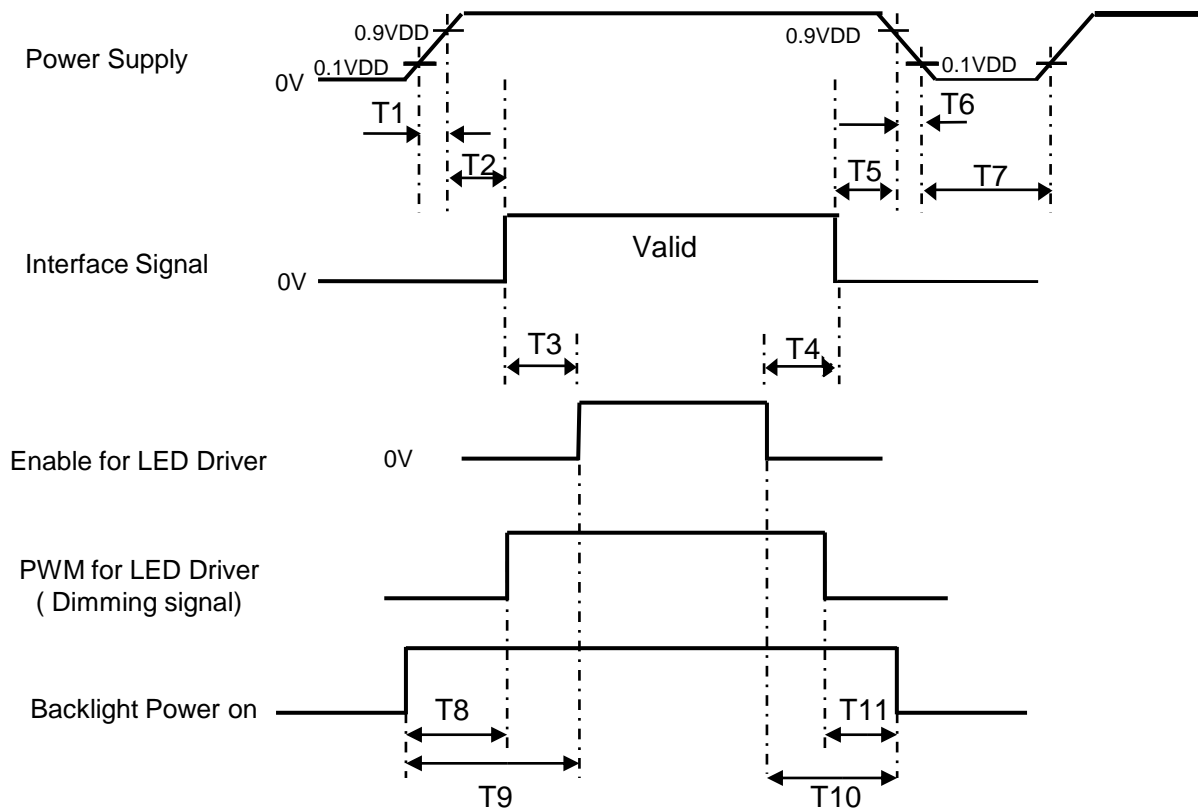 0.9VDD
0.9VDD
Power Supply
0.1VDD
0.1VDD
0V
T1
T6
T2
T5
T7
Valid
Interface Signal
0V
T3
T4
Enable for LED Driver
0V
PWM for LED Driver
( Dimming signal)
Backlight Power on
T8
T11
T9
T10